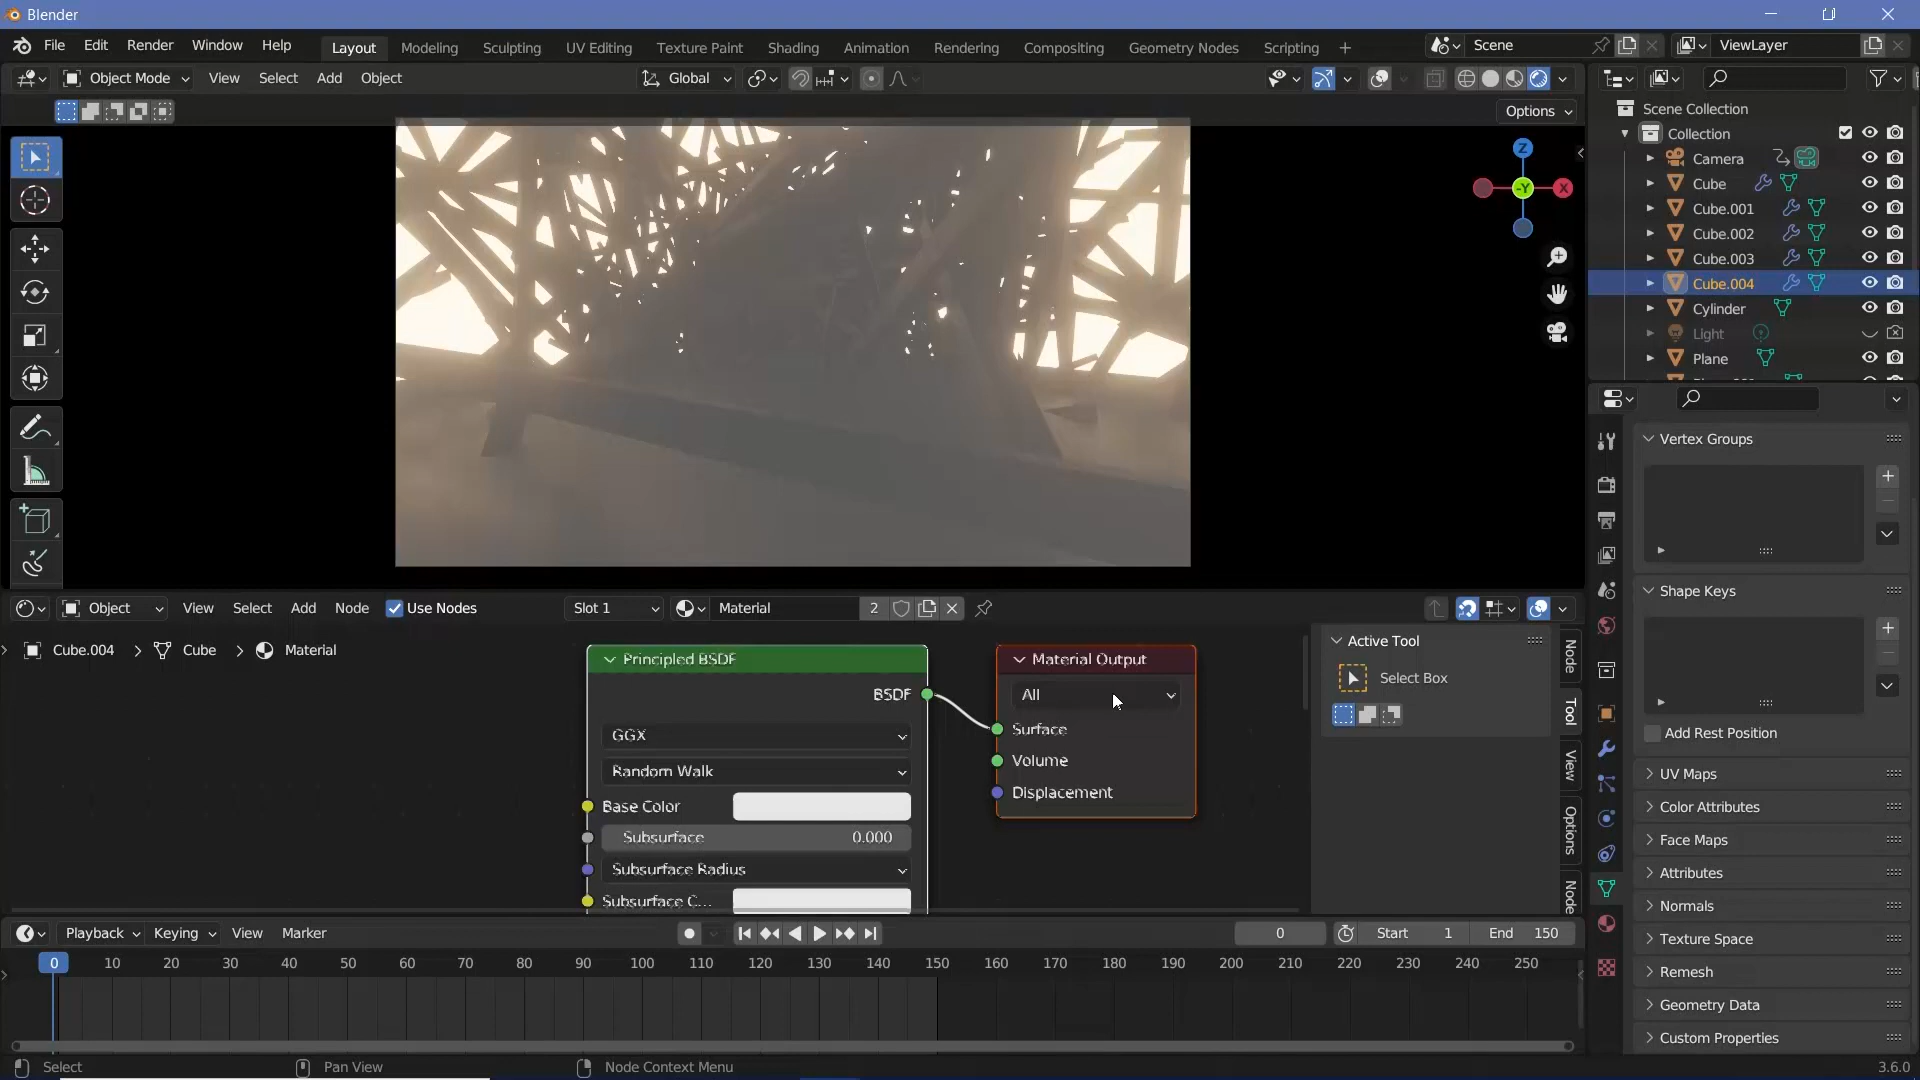 Blender
File Edit Render Window Help Layout Modeling Sculpting UV Editing Texture Paint Shading Animation Rendering Compositing Geometry Nodes Scripting + Scene ViewLayer
Object Mode View Select Add Object Global
Options
Scene Collection
Collection
Camera
Cube
Cube.001
Cube.002
Cube.003
Cube.004
Cylinder
Light
Plane
Z
-Y X
Vertex Groups
Shape Keys
Add Rest Position
UV Maps
Color Attributes
Face Maps
Attributes
Normals
Texture Space
Remesh
Geometry Data
Custom Properties
Object View Select Add Node Use Nodes Slot 1 Material 2
Cube.004 Cube Material
Principled BSDF
BSDF
GGX
Random Walk
Base Color
Subsurface 0.000
Subsurface Radius
Subsurface C...
Material Output
All
Surface
Volume
Displacement
Active Tool
Select Box
Node
Tool
View
Options
Node
Playback Keying View Marker 0 Start 1 End 150
0 10 20 30 40 50 60 70 80 90 100 110 120 130 140 150 160 170 180 190 200 210 220 230 240 250
Select Pan View Node Context Menu 3.6.0